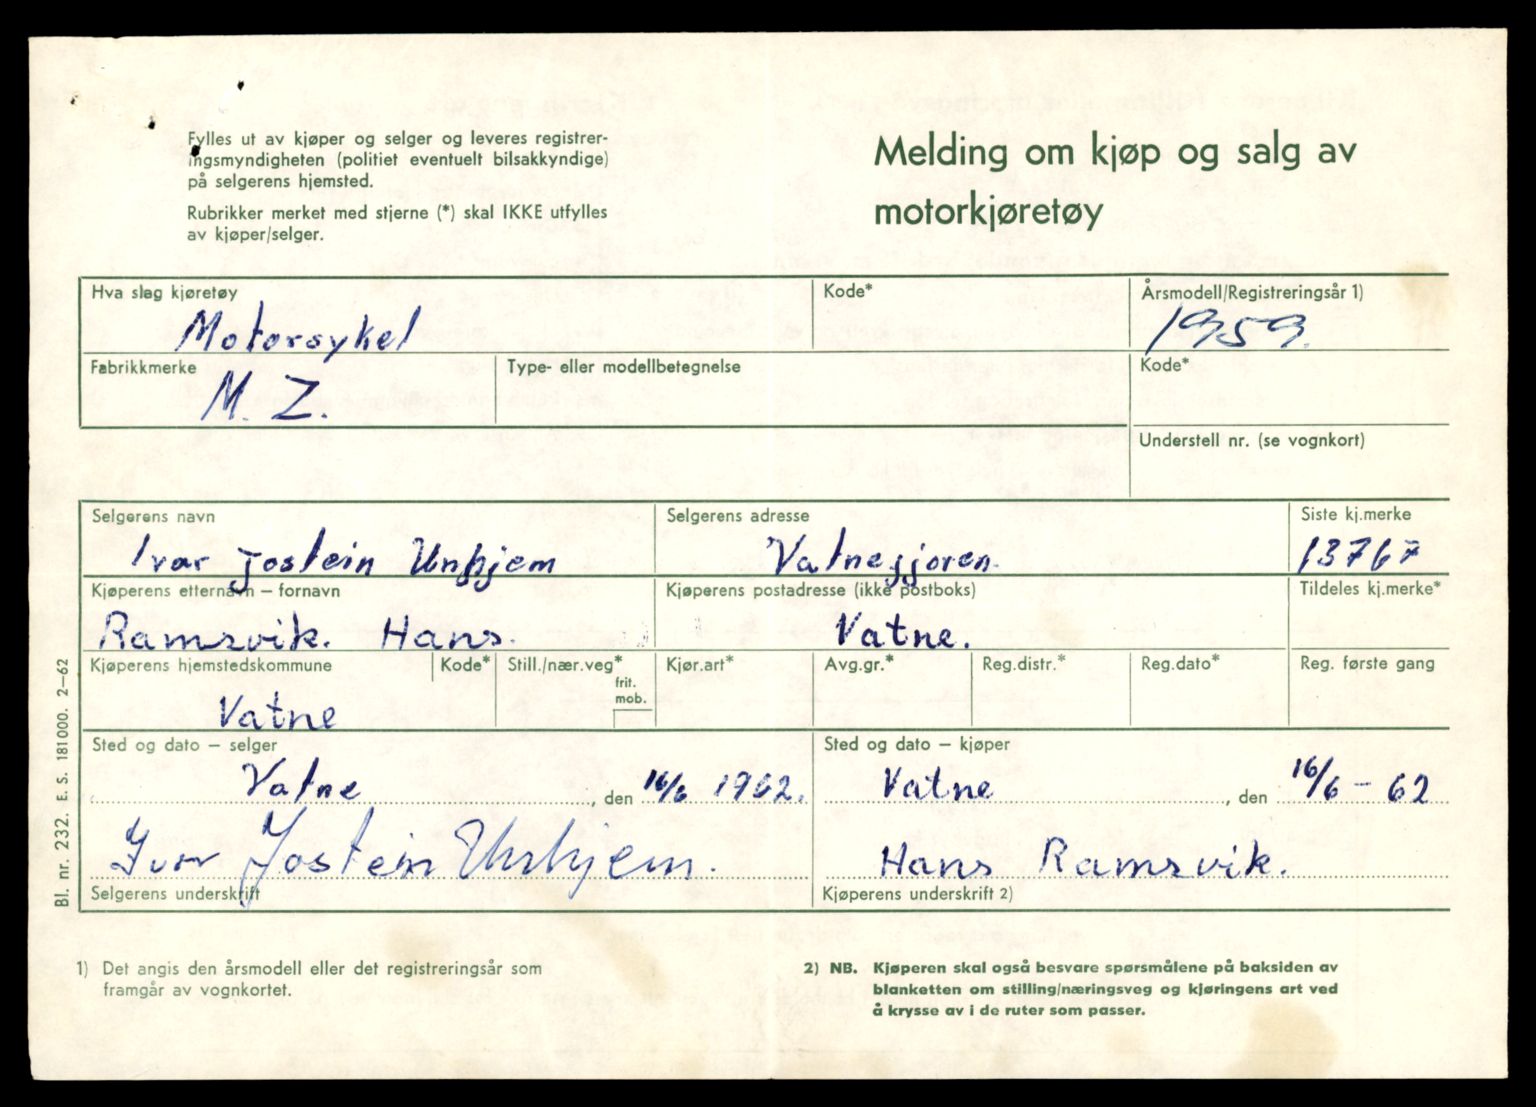 Fylles ut av kjøper og selger og leveres registrer-
ingsmyndigheten (politiet eventuelt bilsakkyndige)
på selgerens hjemsted.
Rubrikker merket med stjerne (*) skal IKKE utfylles
av kjøper/selger.
Melding om kjøp og salg av
motorkjøretøy
Hva slag kjøretøy
Kode*
Årsmodell/Registreringsår 1)
Motorsykel
1959.
Fabrikkmerke
Type- eller modellbetegnelse
Kode*
M. Z.
Understell nr. (se vognkort)
Selgerens navn
Selgerens adresse
Siste kj.merke
Ivar Jostein Unhjem
Vatnegjøren.
13767
Kjøperens etternavn – fornavn
Kjøperens postadresse (ikke postboks)
Tildeles kj.merke*
Ramsvik. Hans.
Vatne.
Kjøperens hjemstedskommune
Kode*
Still./nær.veg*
frit.
mob.
Kjør.art*
Avg.gr.*
Reg.distr.*
Reg.dato*
Reg. første gang
Vatne
Sted og dato – selger
Sted og dato – kjøper
Vatne, den 16/6 1962.
Vatne, den 16/6 – 62
Ivar Jostein Unhjem.
Hans Ramsvik.
Selgerens underskrift
Kjøperens underskrift 2)
1) Det angis den årsmodell eller det registreringsår som
framgår av vognkortet.
2) NB. Kjøperen skal også besvare spørsmålene på baksiden av
blanketten om stilling/næringsveg og kjøringens art ved
å krysse av i de ruter som passer.
Bl. nr. 232. E. S. 181000. 2–62